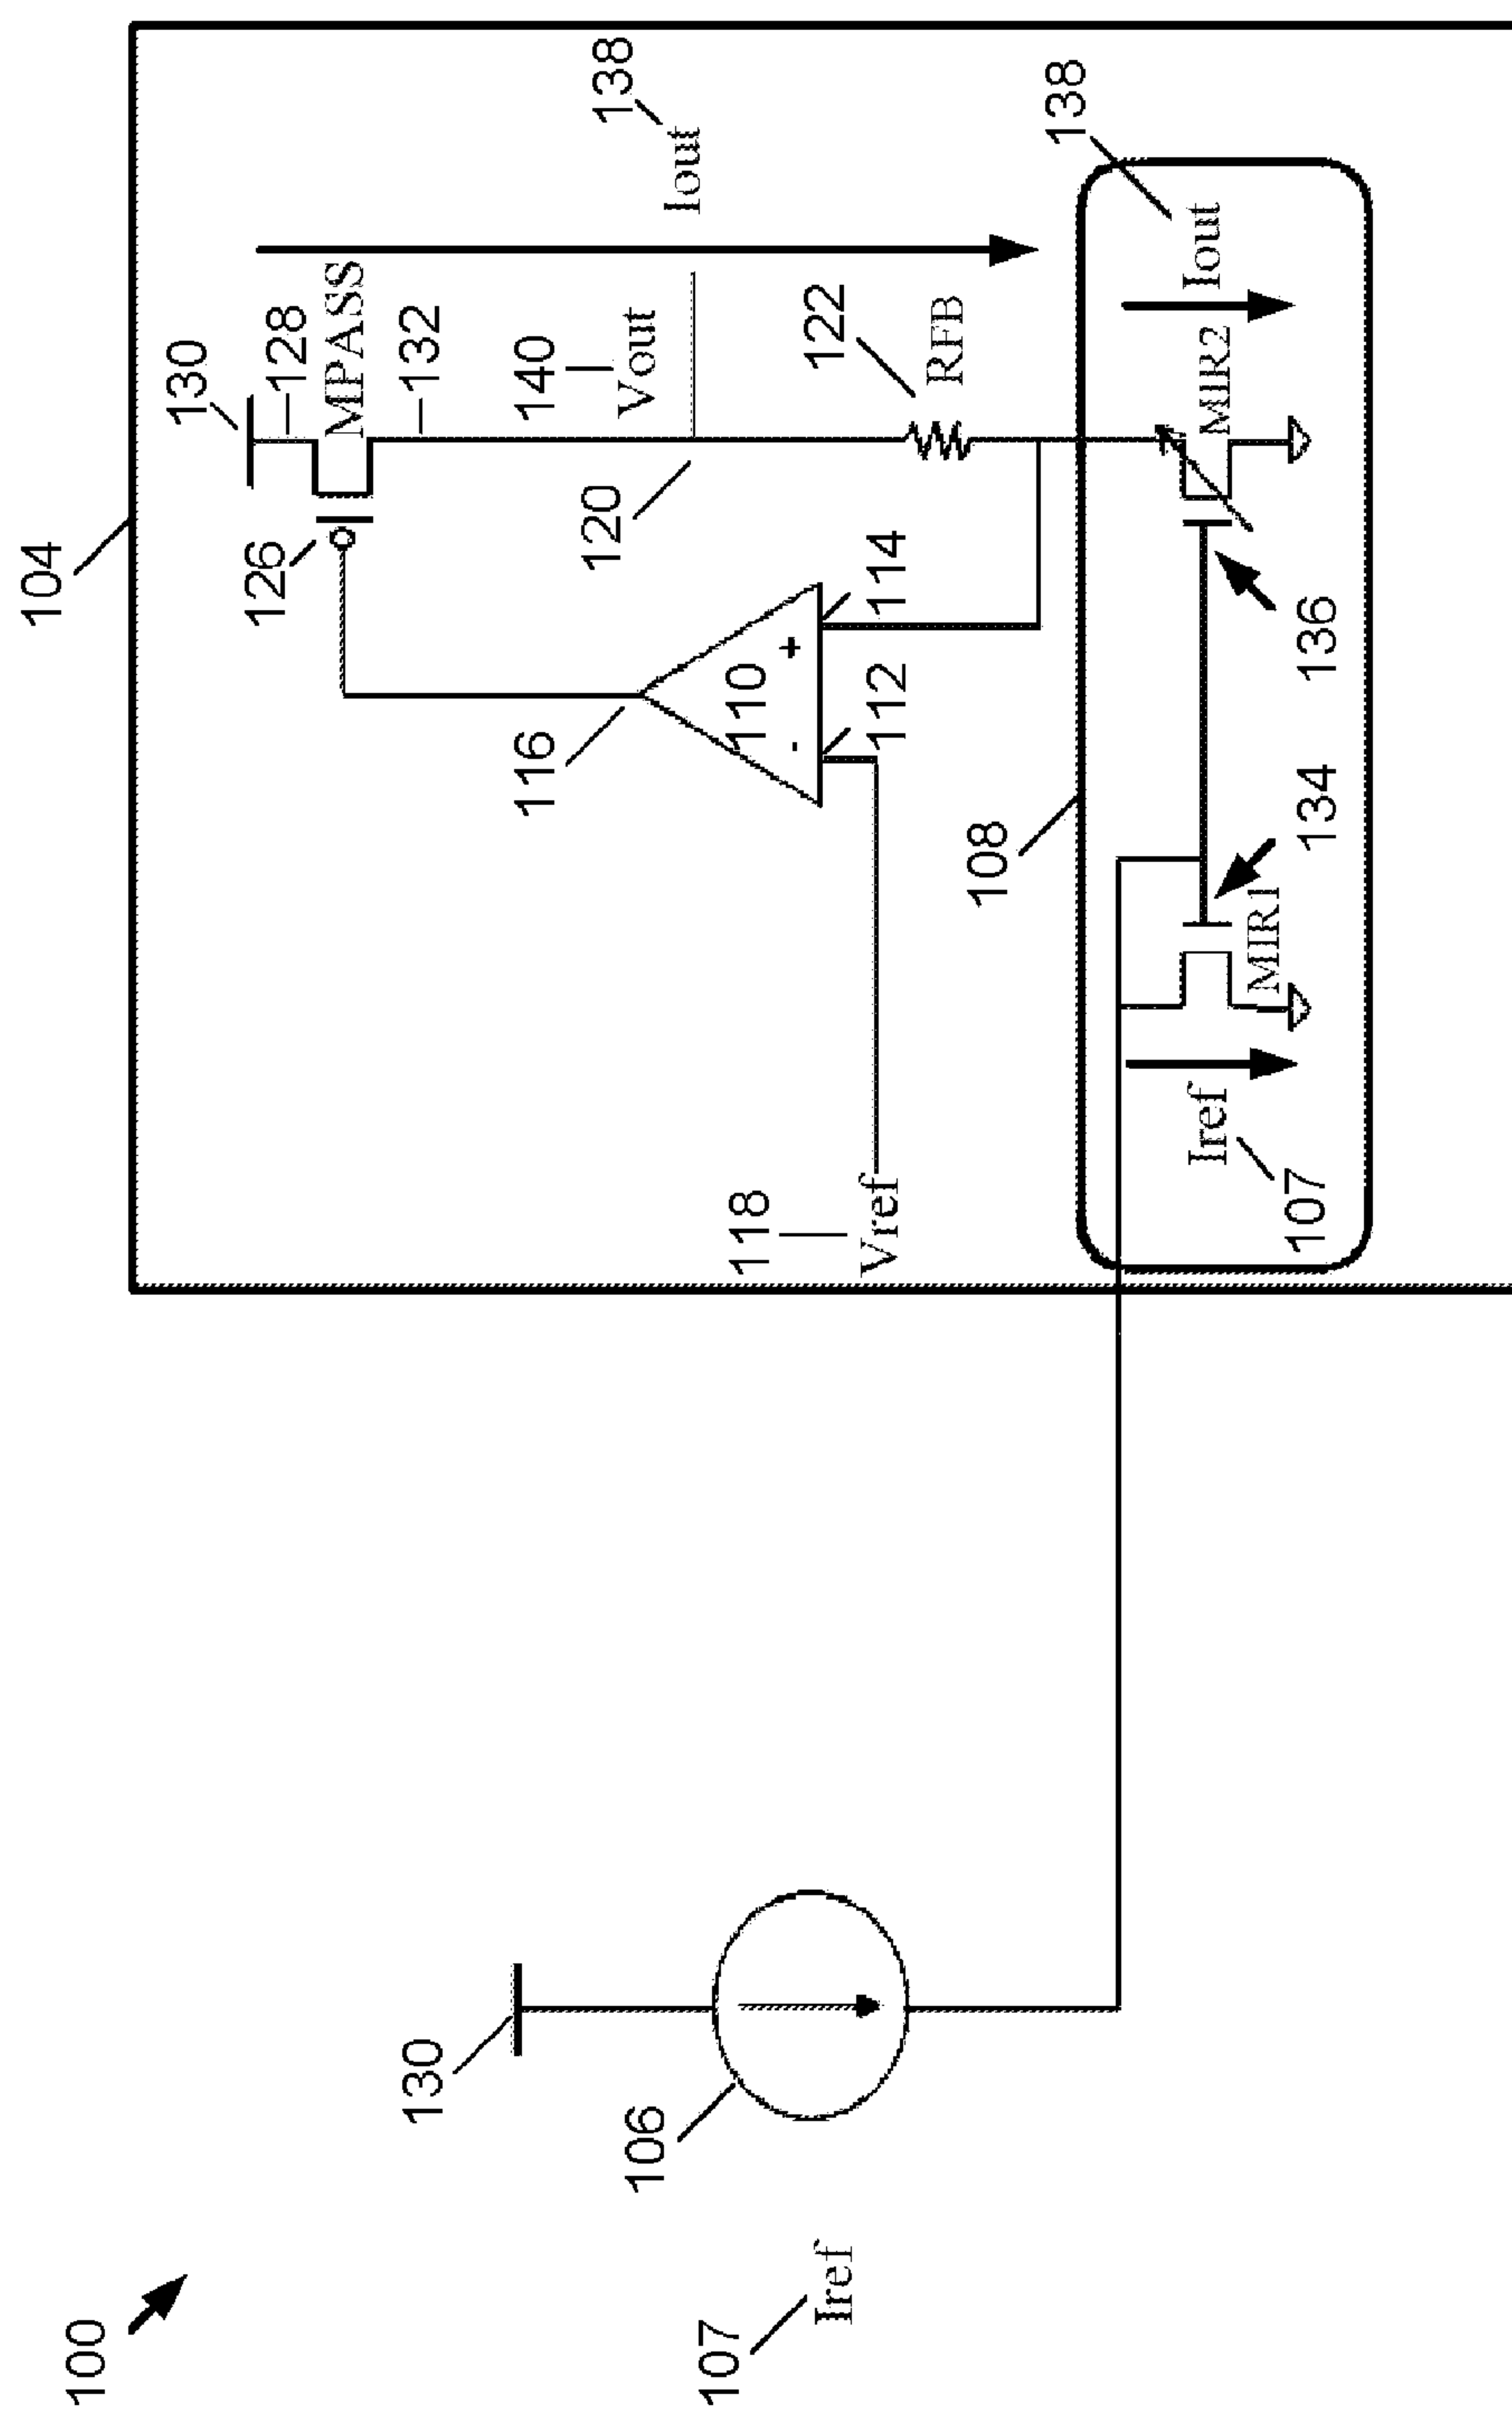 104
130
128
MPASS
138
Iout
126
132
140
Vout
120
116
110
+
-
114
112
122
RFB
118
Vref
108
138
Iout
MIR2
136
134
MIR1
Iref
107
130
106
107
Iref
100